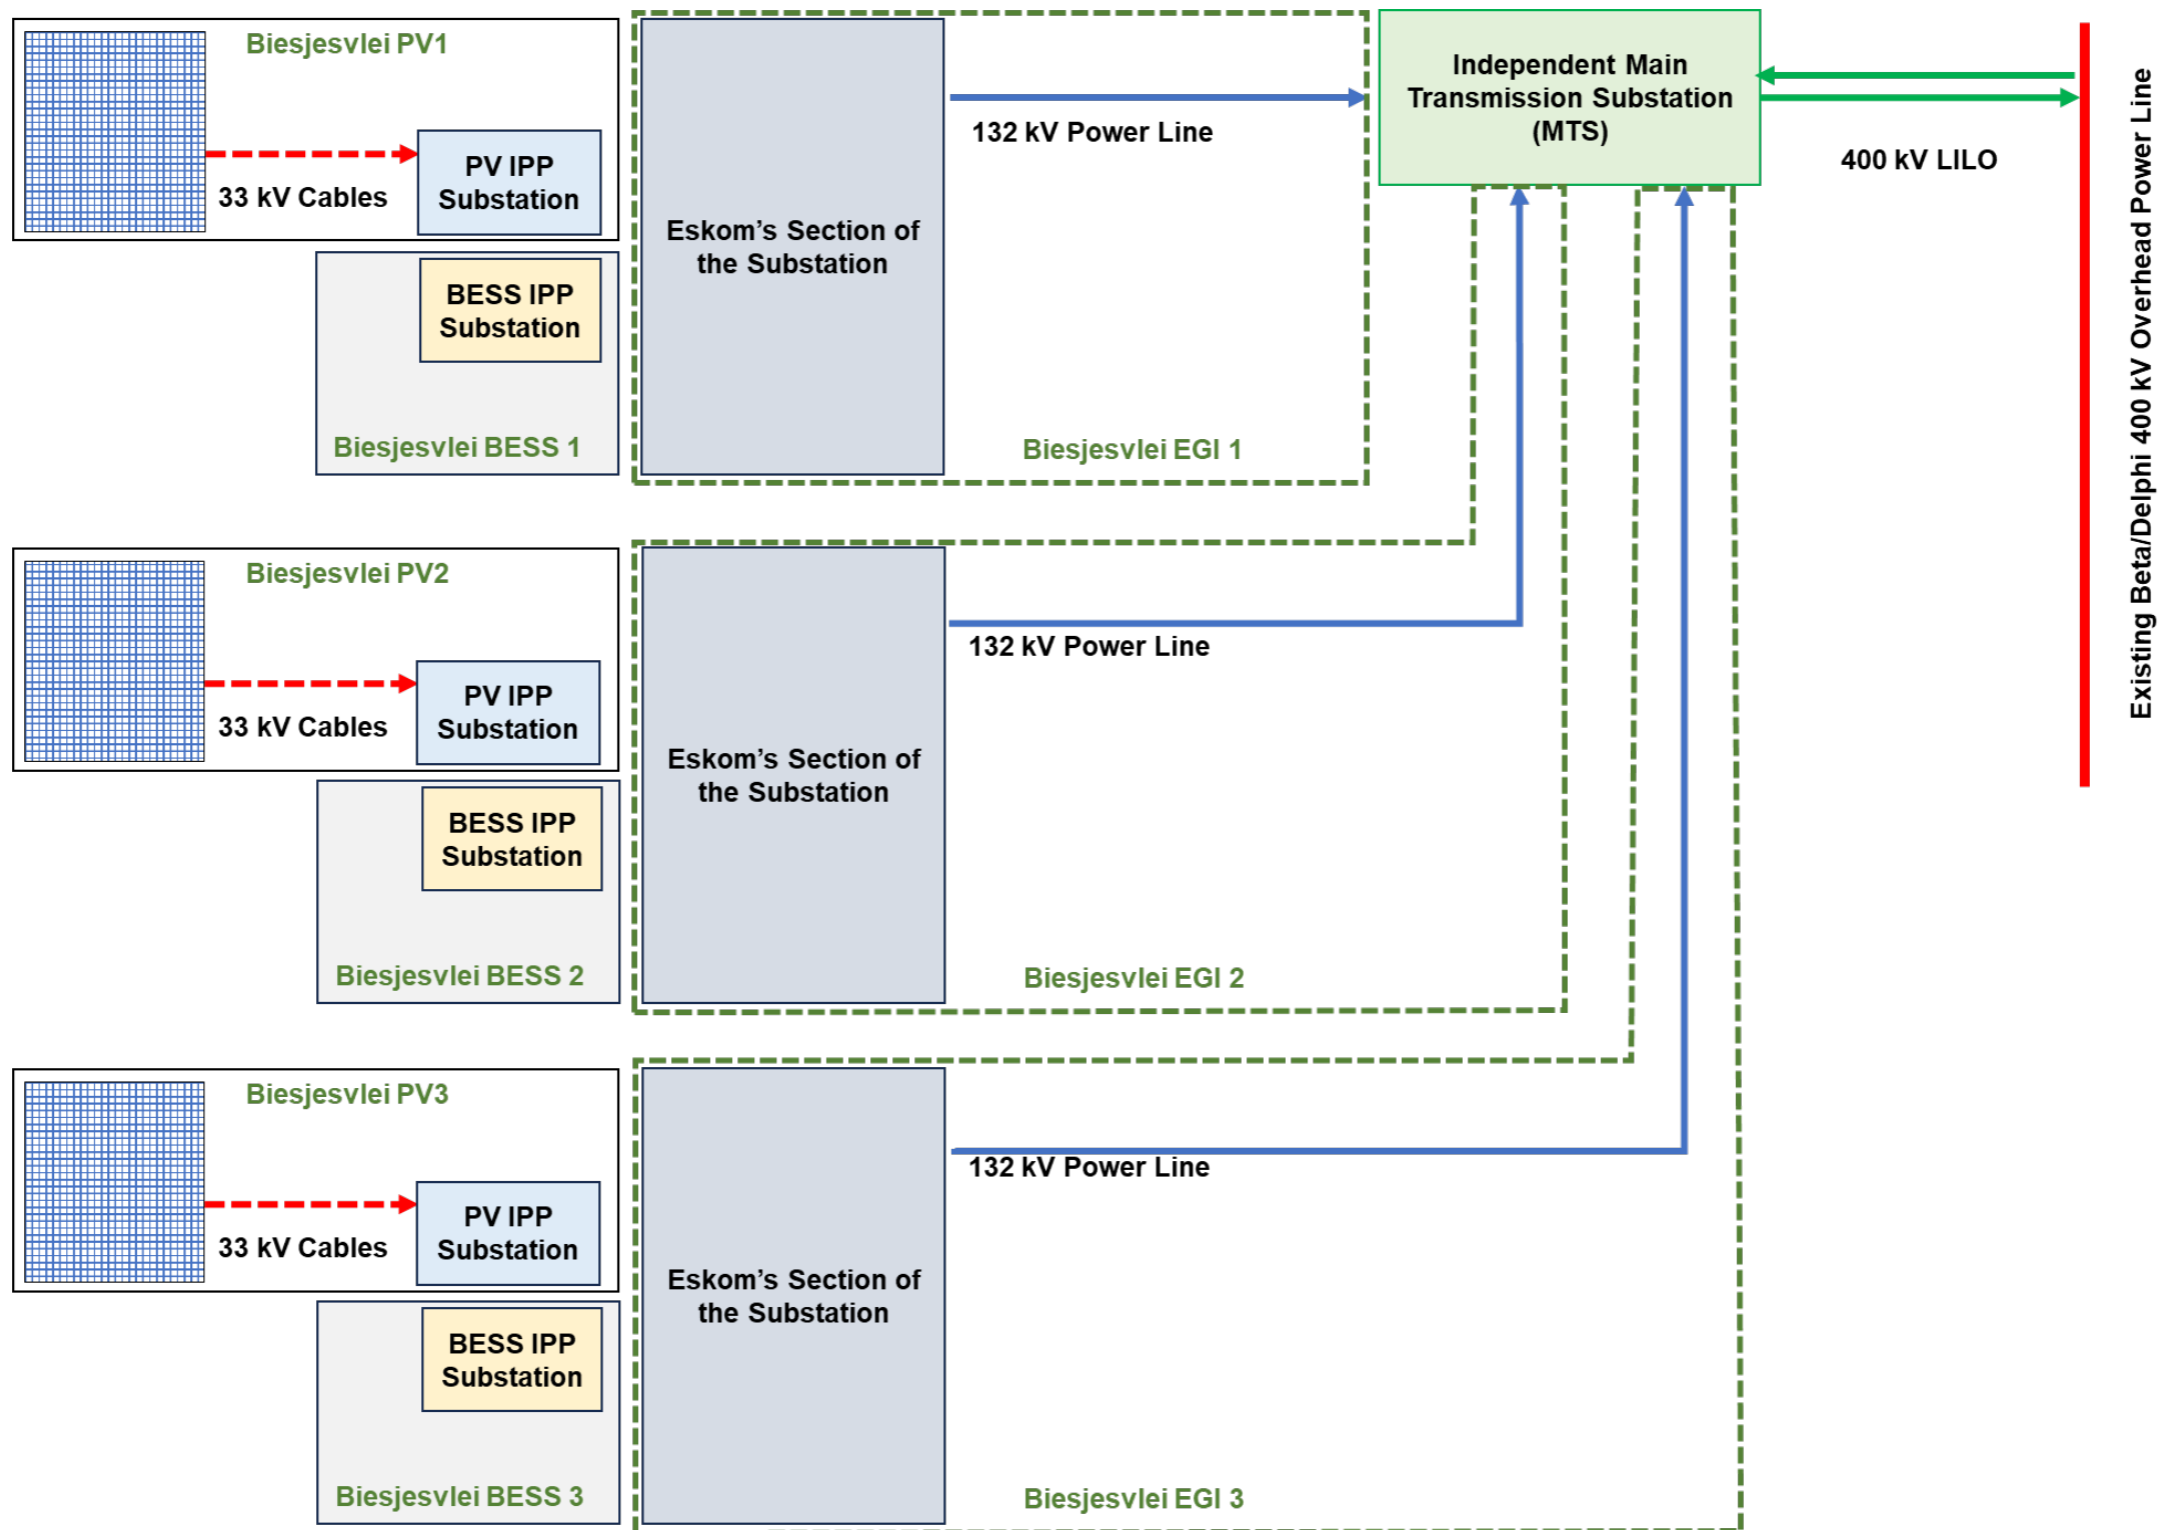 Biesjesvlei PV1
33 kV Cables
PV IPP
Substation
BESS IPP
Substation
Biesjesvlei BESS 1
Eskom’s Section of
the Substation
132 kV Power Line
Biesjesvlei EGI 1
Independent Main
Transmission Substation
(MTS)
400 kV LILO
Existing Beta/Delphi 400 kV Overhead Power Line
Biesjesvlei PV2
33 kV Cables
PV IPP
Substation
BESS IPP
Substation
Biesjesvlei BESS 2
Eskom’s Section of
the Substation
132 kV Power Line
Biesjesvlei EGI 2
Biesjesvlei PV3
33 kV Cables
PV IPP
Substation
BESS IPP
Substation
Biesjesvlei BESS 3
Eskom’s Section of
the Substation
132 kV Power Line
Biesjesvlei EGI 3